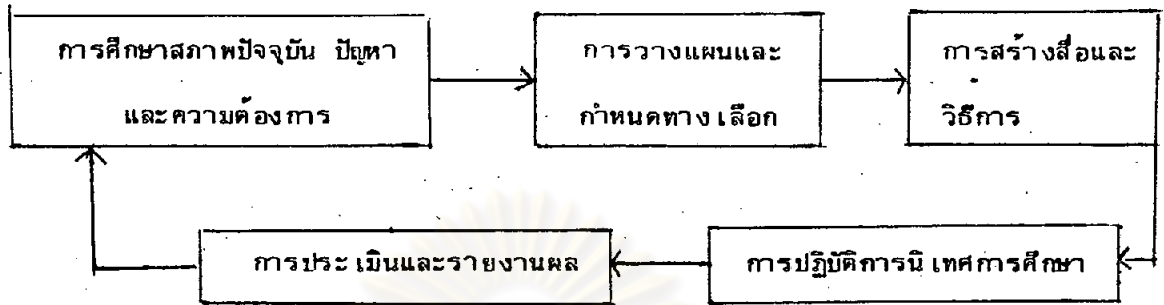 การศึกษาสภาพปัจจุบัน ปัญหา
และความต้องการ
การวางแผนและ
กำหนดทางเลือก
การสร้างสื่อและ
วิธีการ
การปฏิบัติการนิเทศการศึกษา
การประเมินและรายงานผล